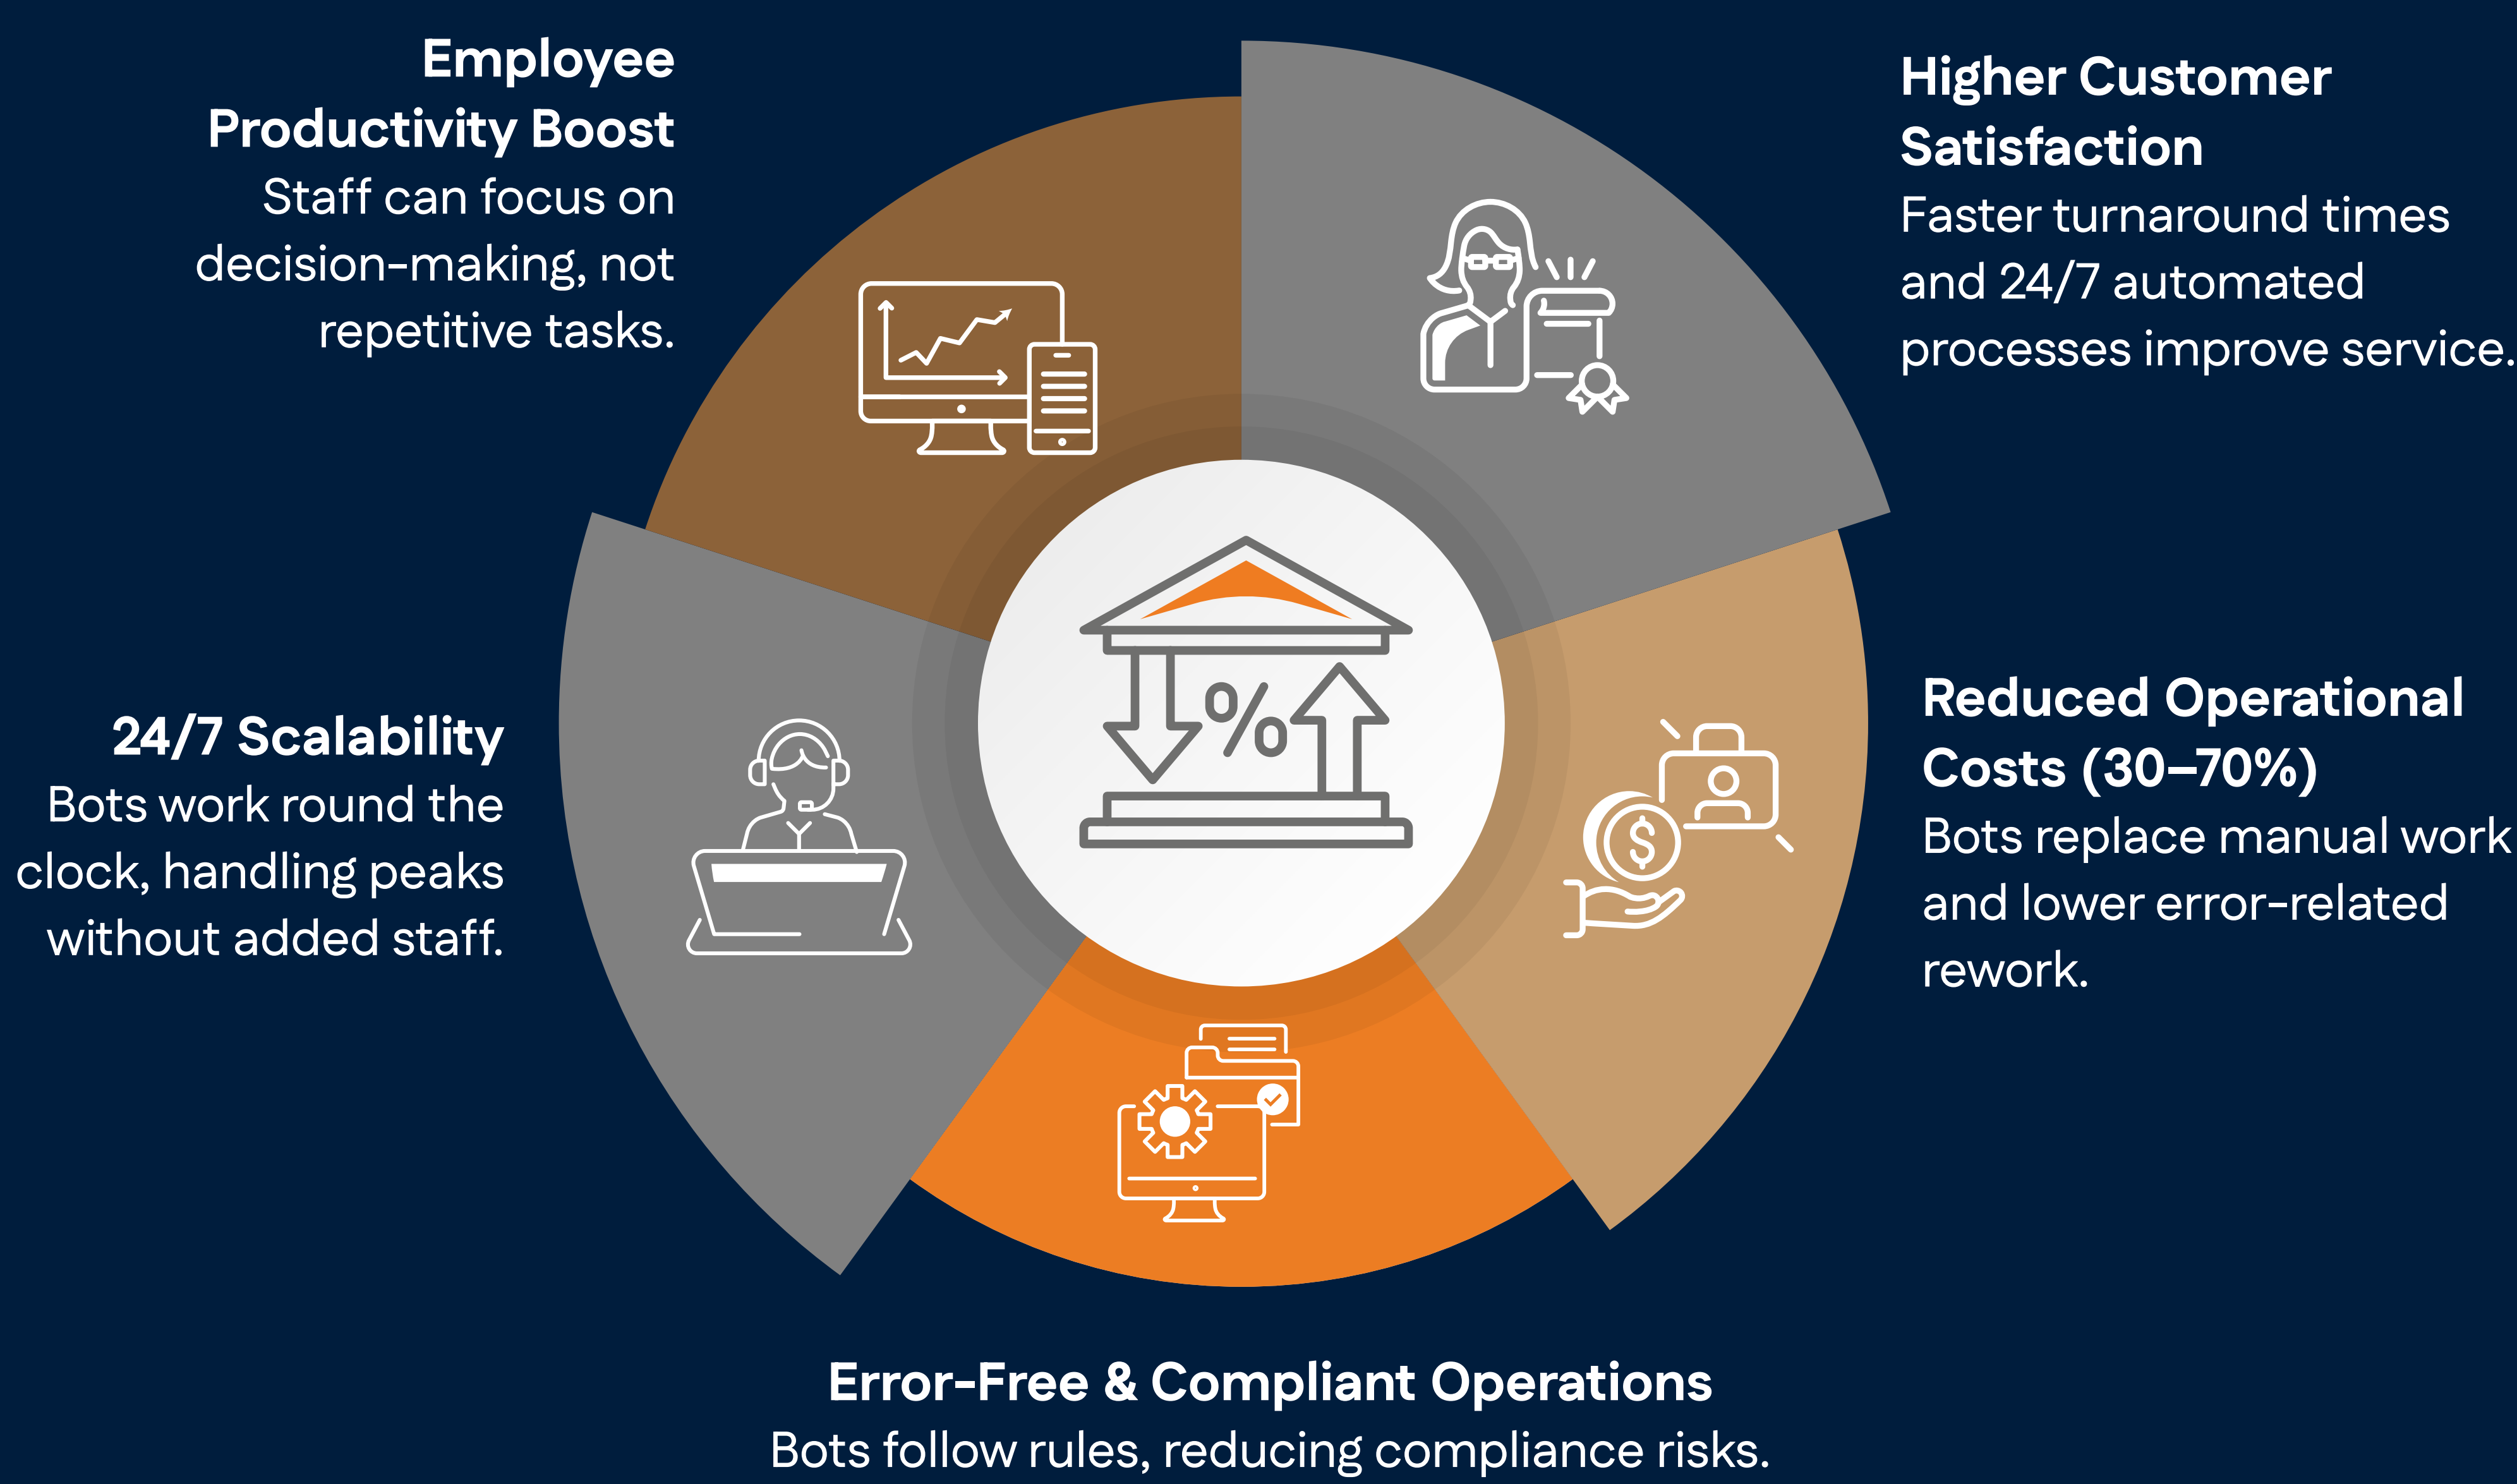 Employee
Productivity Boost
Staff can focus on
decision-making, not
repetitive tasks.
Higher Customer
Satisfaction
Faster turnaround times
and 24/7 automated
processes improve service.
24/7 Scalability
Bots work round the
clock, handling peaks
without added staff.
%
$
Reduced Operational
Costs (30–70%)
Bots replace manual work
and lower error-related
rework.
Error-Free & Compliant Operations
Bots follow rules, reducing compliance risks.